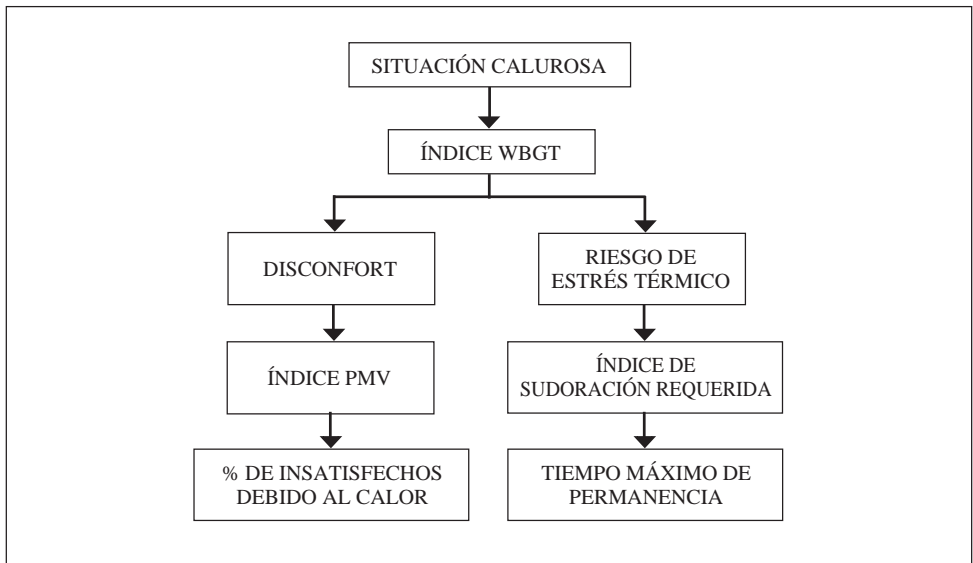 SITUACIÓN CALUROSA
ÍNDICE WBGT
DISCONFORT
RIESGO DE
ESTRÉS TÉRMICO
ÍNDICE PMV
ÍNDICE DE
SUDORACIÓN REQUERIDA
% DE INSATISFECHOS
DEBIDO AL CALOR
TIEMPO MÁXIMO DE
PERMANENCIA